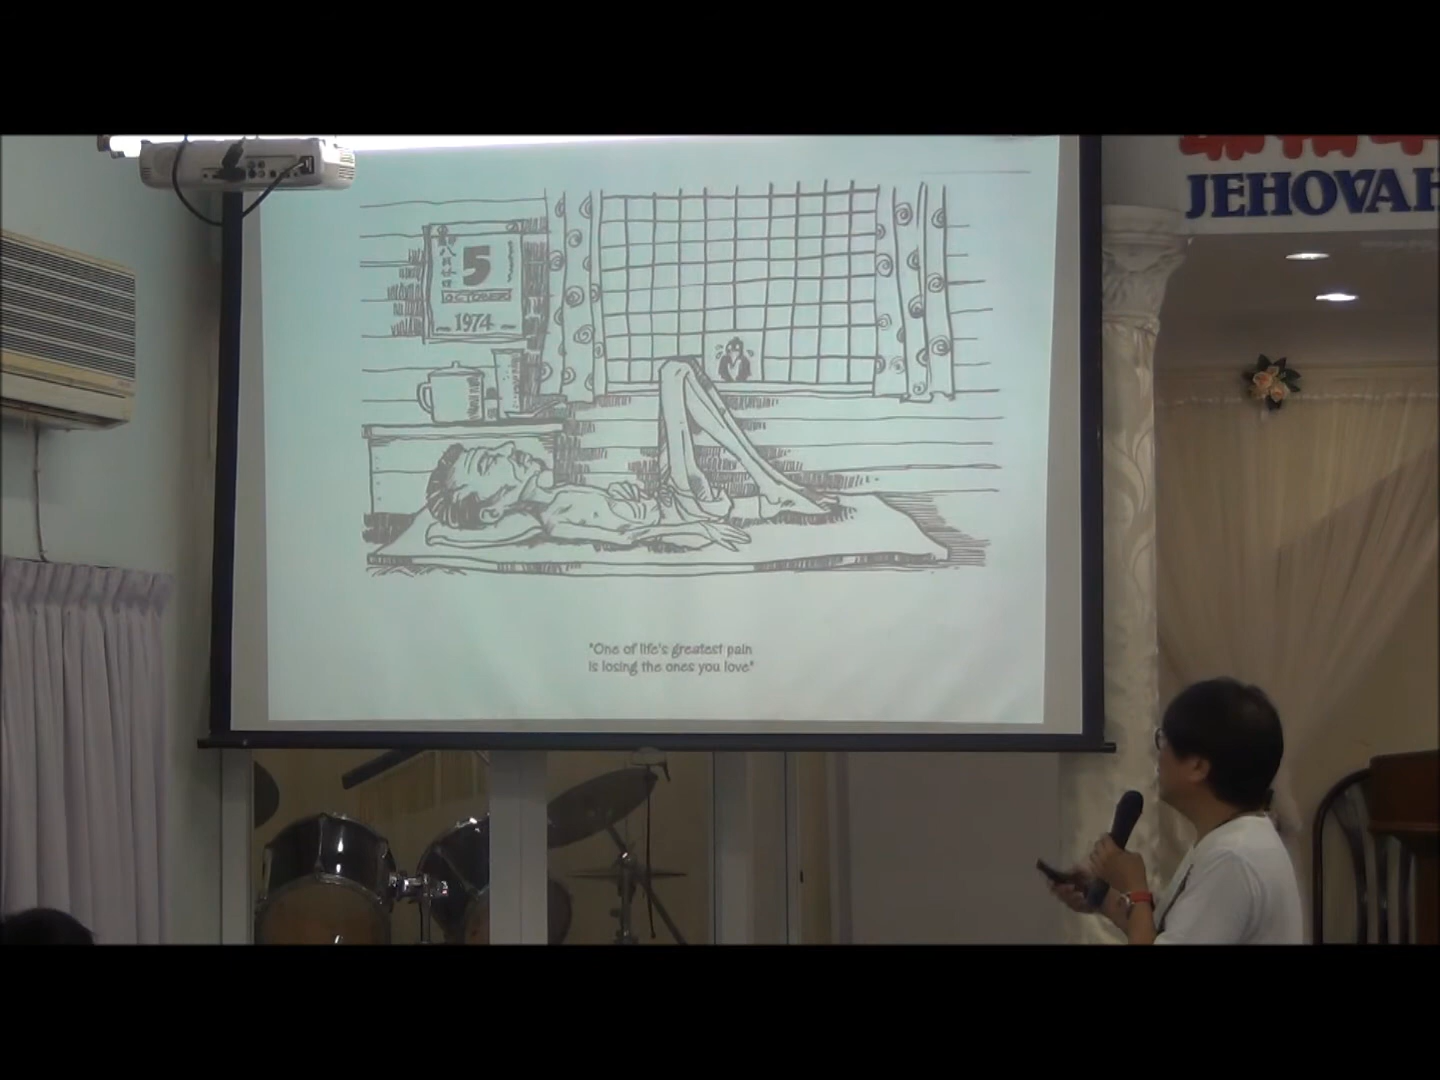 JEHOVAH
5
OCTOBER
1974
"One of life's greatest pain
is losing the ones you love"